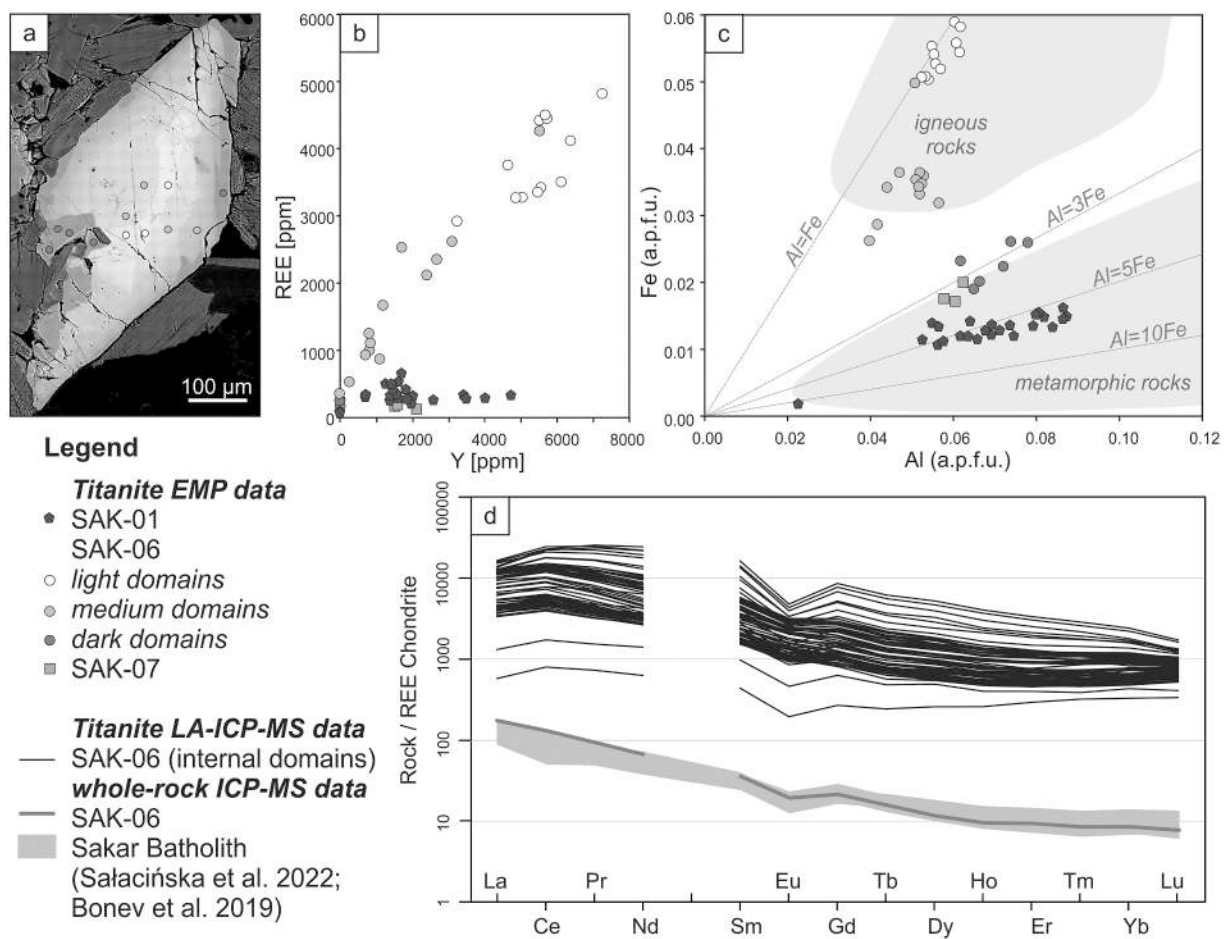 a
100 µm
b
REE [ppm]
6000
5000
4000
3000
2000
1000
0
0
2000
4000
6000
8000
Y [ppm]
c
Fe (a.p.f.u.)
0.06
0.05
0.04
0.03
0.02
0.01
0.00
0.00
0.02
0.04
0.06
0.08
0.10
0.12
Al (a.p.f.u.)
igneous
rocks
Al=Fe
Al=3Fe
Al=5Fe
Al=10Fe
metamorphic rocks
Legend
Titanite EMP data
SAK-01
SAK-06
light domains
medium domains
dark domains
SAK-07
Titanite LA-ICP-MS data
SAK-06 (internal domains)
whole-rock ICP-MS data
SAK-06
Sakar Batholith
(Sałacińska et al. 2022;
Bonev et al. 2019)
d
Rock / REE Chondrite
100000
10000
1000
100
10
1
La
Pr
Eu
Tb
Ho
Tm
Lu
Ce
Nd
Sm
Gd
Dy
Er
Yb